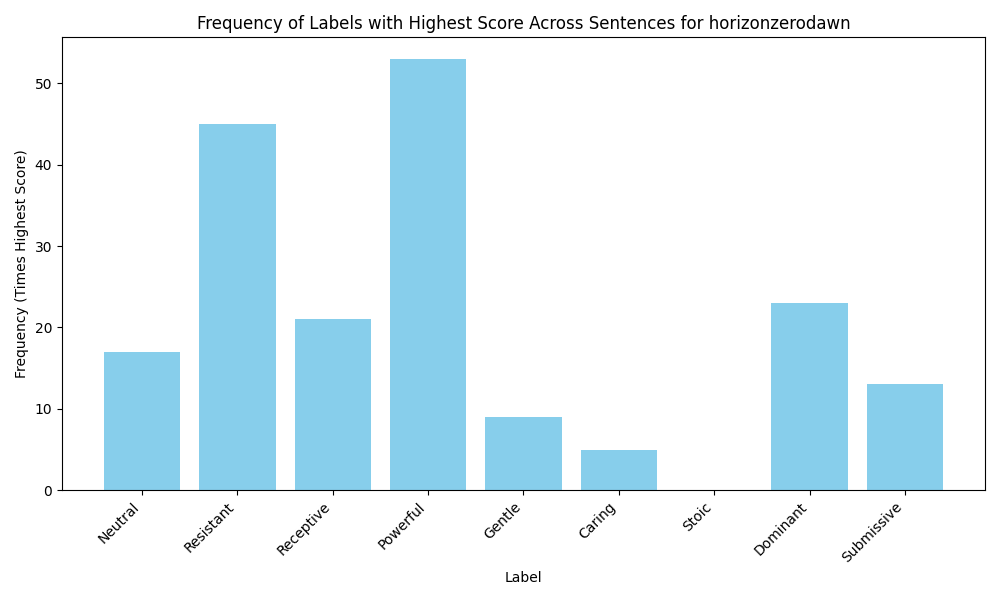 Frequency of Labels with Highest Score Across Sentences for horizonzerodawn
Frequency (Times Highest Score)
50
40
30
20
10
0
Neutral
Resistant
Receptive
Powerful
Gentle
Caring
Stoic
Dominant
Submissive
Label